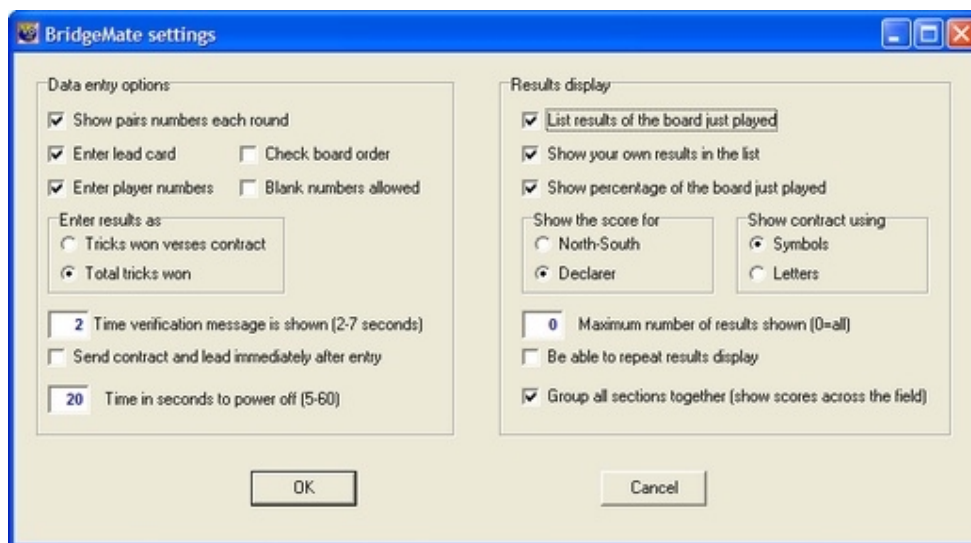 BridgeMate settings
Data entry options
Show pairs numbers each round
Enter lead card
Check board order
Enter player numbers
Blank numbers allowed
Enter results as
Tricks won verses contract
Total tricks won
2 Time verification message is shown (2-7 seconds)
Send contract and lead immediately after entry
20 Time in seconds to power off (5-60)
Results display
List results of the board just played
Show your own results in the list
Show percentage of the board just played
Show the score for
North-South
Declarer
Show contract using
Symbols
Letters
0 Maximum number of results shown (0=all)
Be able to repeat results display
Group all sections together (show scores across the field)
OK
Cancel